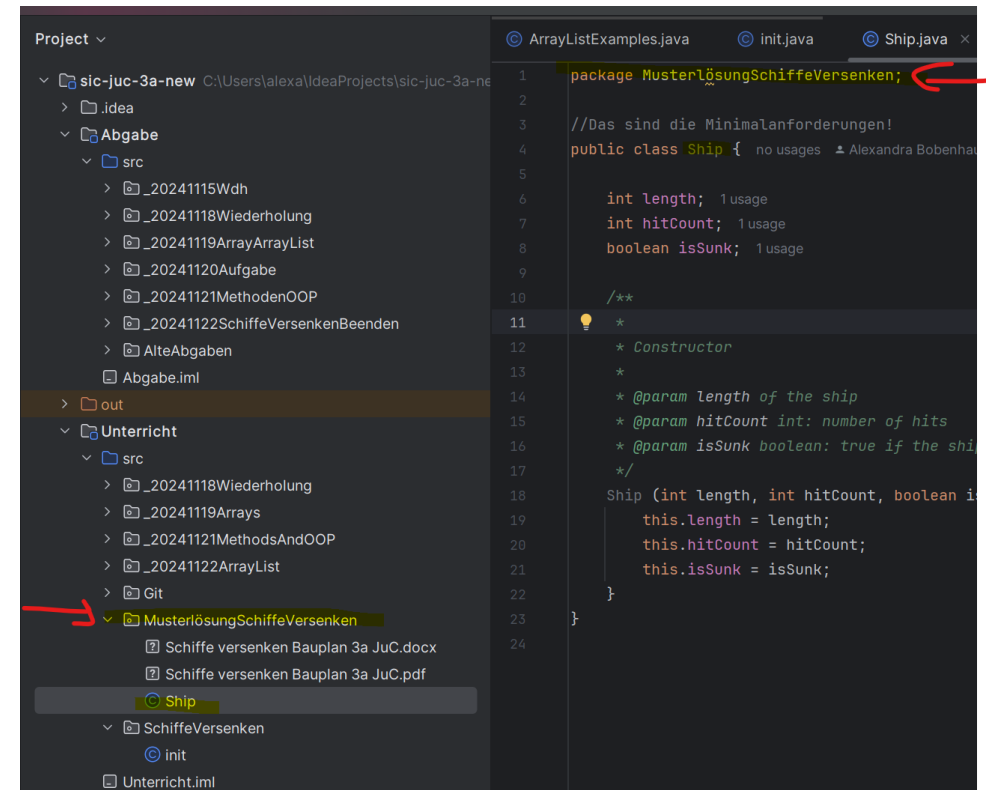 Project
sic-juc-3a-new C:\Users\alexa\IdeaProjects\sic-juc-3a-ne
.idea
Abgabe
src
_20241115Wdh
_20241118Wiederholung
_20241119ArrayArrayList
_20241120Aufgabe
_20241121MethodenOOP
_20241122SchiffeVersenkenBeenden
AlteAbgaben
Abgabe.iml
out
Unterricht
src
_20241118Wiederholung
_20241119Arrays
_20241121MethodsAndOOP
_20241122ArrayList
Git
MusterlösungSchiffeVersenken
Schiffe versenken Bauplan 3a JuC.docx
Schiffe versenken Bauplan 3a JuC.pdf
Ship
SchiffeVersenken
init
Unterricht.iml
ArrayListExamples.java init.java Ship.java
1 package MusterlösungSchiffeVersenken;
2
3 //Das sind die Minimalanforderungen!
4 public class Ship { no usages Alexandra Bobenhau
5
6 int length; 1 usage
7 int hitCount; 1 usage
8 boolean isSunk; 1 usage
9
10 /**
11 *
12 * Constructor
13 *
14 * @param length of the ship
15 * @param hitCount int: number of hits
16 * @param isSunk boolean: true if the ship
17 */
18 Ship (int length, int hitCount, boolean is
19 this.length = length;
20 this.hitCount = hitCount;
21 this.isSunk = isSunk;
22 }
23 }
24